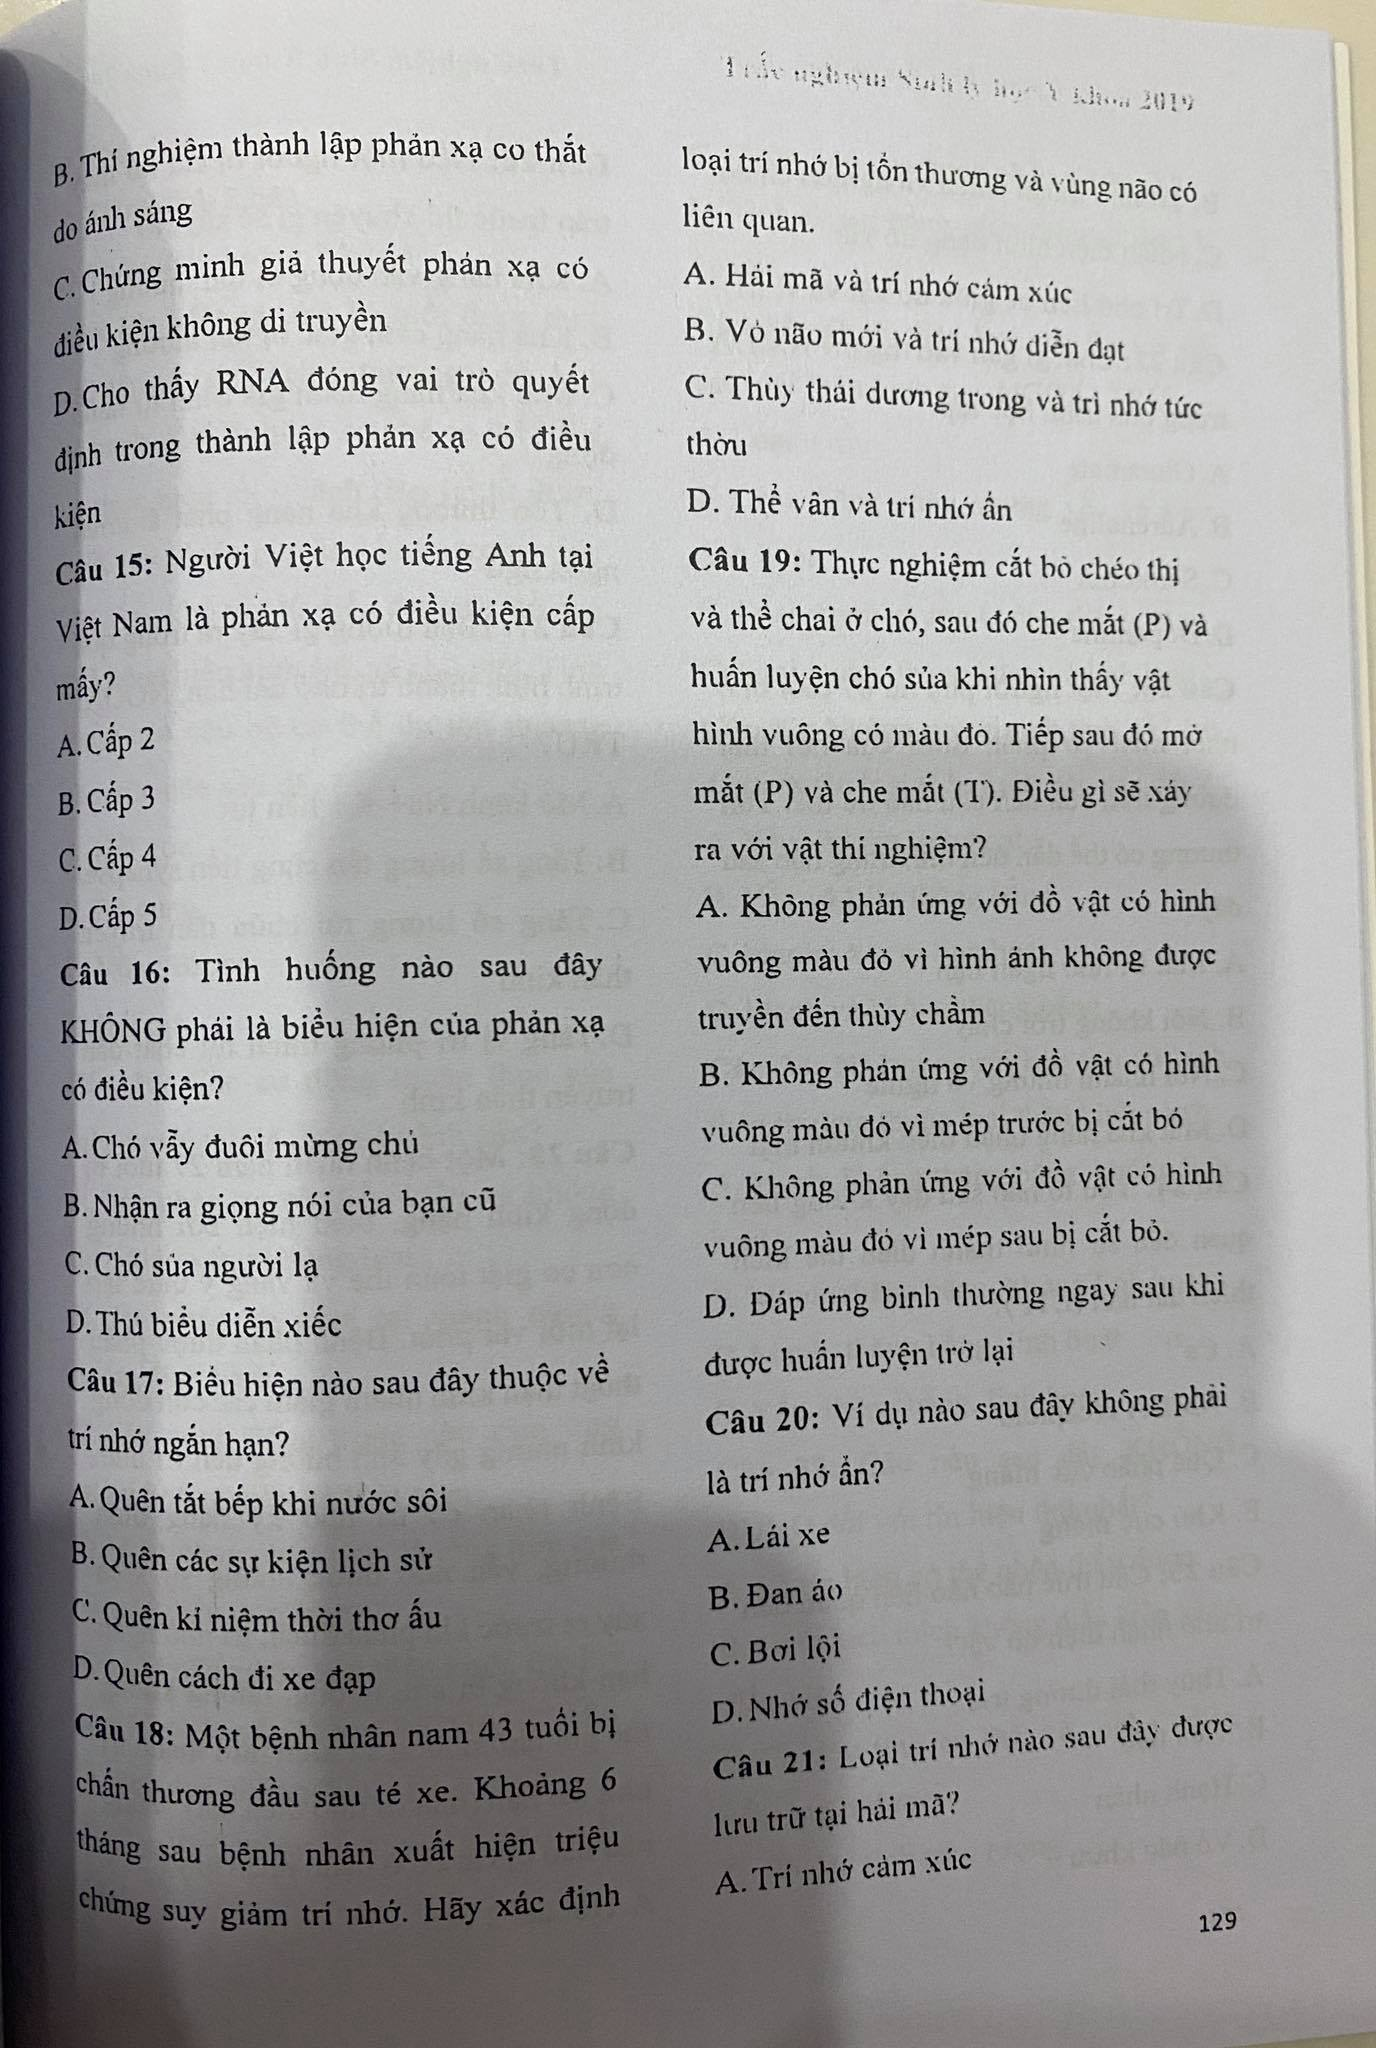 Trắc nghiệm Sinh lý học Y khoa 2019
B. Thí nghiệm thành lập phản xạ co thắt
do ánh sáng
C. Chứng minh giả thuyết phản xạ có
điều kiện không di truyền
D. Cho thấy RNA đóng vai trò quyết
định trong thành lập phản xạ có điều
kiện
Câu 15: Người Việt học tiếng Anh tại
Việt Nam là phản xạ có điều kiện cấp
mấy?
A. Cấp 2
B. Cấp 3
C. Cấp 4
D. Cấp 5
Câu 16: Tình huống nào sau đây
KHÔNG phải là biểu hiện của phản xạ
có điều kiện?
A. Chó vẫy đuôi mừng chủ
B. Nhận ra giọng nói của bạn cũ
C. Chó sủa người lạ
D. Thú biểu diễn xiếc
Câu 17: Biểu hiện nào sau đây thuộc về
trí nhớ ngắn hạn?
A. Quên tắt bếp khi nước sôi
B. Quên các sự kiện lịch sử
C. Quên kỉ niệm thời thơ ấu
D. Quên cách đi xe đạp
Câu 18: Một bệnh nhân nam 43 tuổi bị
chấn thương đầu sau té xe. Khoảng 6
tháng sau bệnh nhân xuất hiện triệu
chứng suy giảm trí nhớ. Hãy xác định
loại trí nhớ bị tổn thương và vùng não có
liên quan.
A. Hải mã và trí nhớ cảm xúc
B. Vỏ não mới và trí nhớ diễn đạt
C. Thùy thái dương trong và trì nhớ tức
thờu
D. Thể vân và trí nhớ ẩn
Câu 19: Thực nghiệm cắt bỏ chéo thị
và thể chai ở chó, sau đó che mắt (P) và
huấn luyện chó sủa khi nhìn thấy vật
hình vuông có màu đỏ. Tiếp sau đó mở
mắt (P) và che mắt (T). Điều gì sẽ xảy
ra với vật thí nghiệm?
A. Không phản ứng với đồ vật có hình
vuông màu đỏ vì hình ảnh không được
truyền đến thùy chẩm
B. Không phản ứng với đồ vật có hình
vuông màu đỏ vì mép trước bị cắt bỏ
C. Không phản ứng với đồ vật có hình
vuông màu đỏ vì mép sau bị cắt bỏ.
D. Đáp ứng bình thường ngay sau khi
được huấn luyện trở lại
Câu 20: Ví dụ nào sau đây không phải
là trí nhớ ẩn?
A. Lái xe
B. Đan áo
C. Bơi lội
D. Nhớ số điện thoại
Câu 21: Loại trí nhớ nào sau đây được
lưu trữ tại hải mã?
A. Trí nhớ cảm xúc
129